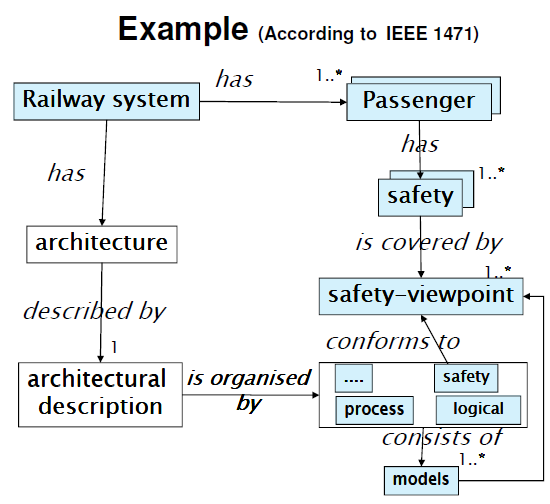 Example (According to IEEE 1471)
has
1..*
Railway system
Passenger
has
has
1..*
safety
architecture
is covered by
1..*
safety-viewpoint
described by
1
conforms to
architectural
description
is organised
by
....
safety
process
logical
consists of
1..*
models